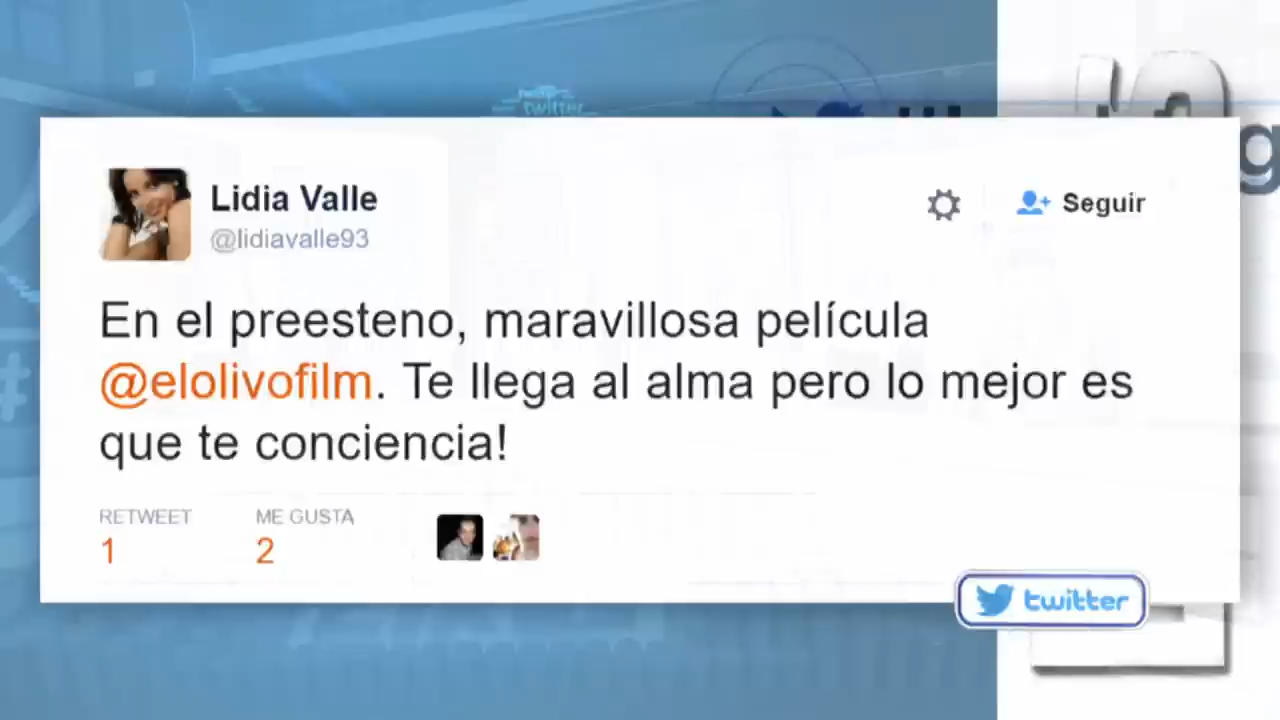 twitter
Lidia Valle
@lidiavalle93
Seguir
En el preesteno, maravillosa película
@elolivofilm. Te llega al alma pero lo mejor es
que te conciencia!
RETWEET ME GUSTA
1 2
twitter
#
g